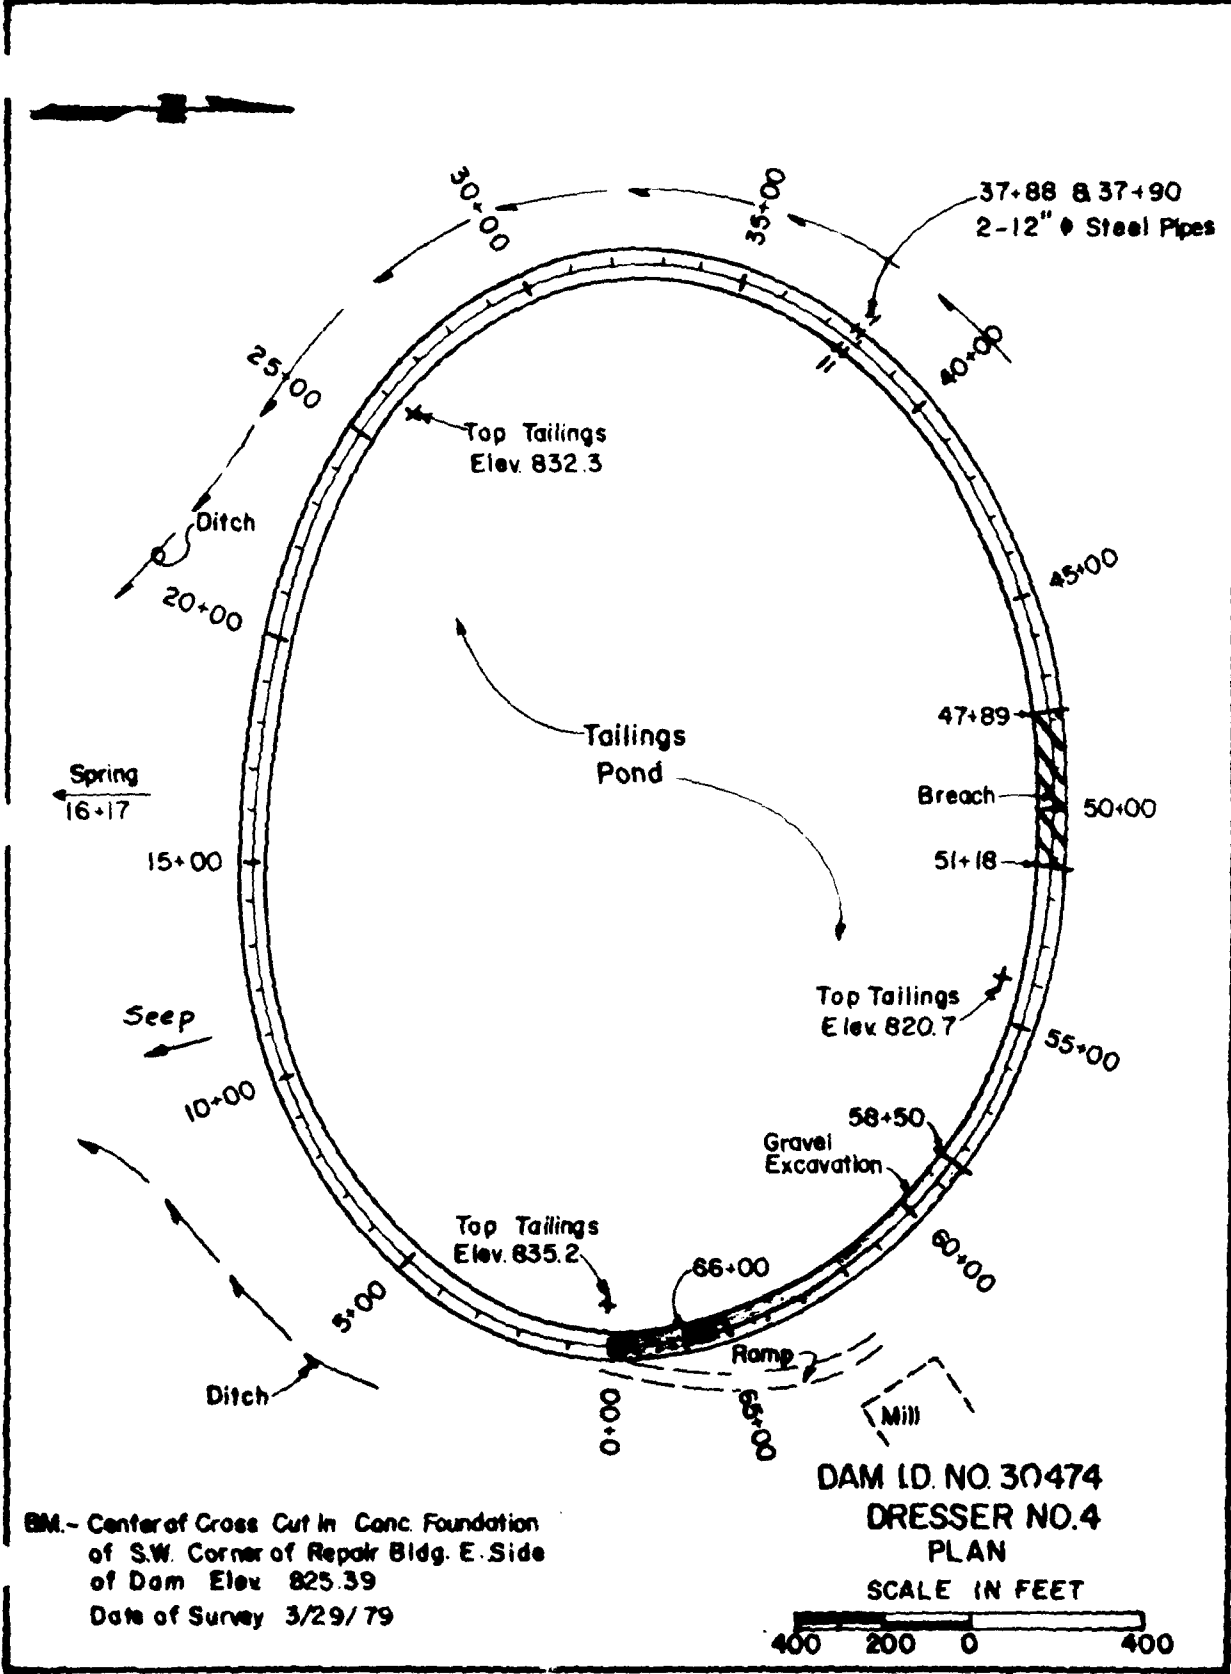 30+00
35+00
37+88 & 37+90
2-12" ϕ Steel Pipes
40+00
25+00
Top Tailings
Elev. 832.3
Ditch
20+00
45+00
47+89
Tailings
Pond
Spring
16+17
Breach
50+00
15+00
51+18
Top Tailings
Elev. 820.7
Seep
55+00
10+00
58+50
Gravel
Excavation
Top Tailings
Elev. 835.2
66+00
60+00
5+00
Ramp
Ditch
0+00
65+00
Mill
DAM I.D. NO. 30474
DRESSER NO.4
PLAN
SCALE IN FEET
400 200 0 400
BM.- Center of Cross Cut In Conc. Foundation
of S.W. Corner of Repair Bldg. E. Side
of Dam Elev. 825.39
Date of Survey 3/29/79